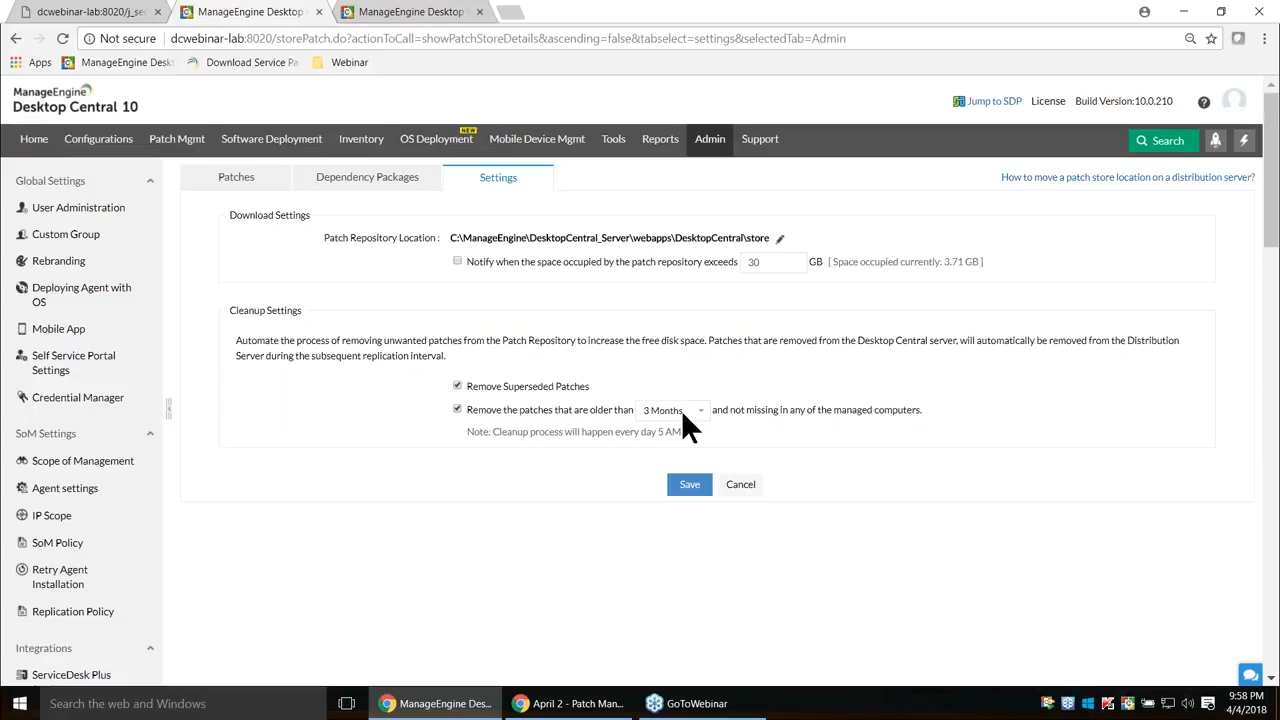 dcwebinar-lab:8020/j_se
ManageEngine Desktop
ManageEngine Desktop
Not secure
dcwebinar-lab:8020/storePatch.do?actionToCall=showPatchStoreDetails&ascending=false&tabselect=settings&selectedTab=Admin
Apps
ManageEngine Desk
Download Service Pa
Webinar
ManageEngine
Desktop Central 10
Jump to SDP
License
Build Version:10.0.210
Home
Configurations
Patch Mgmt
Software Deployment
Inventory
OS Deployment
NEW
Mobile Device Mgmt
Tools
Reports
Admin
Support
Search
Global Settings
User Administration
Custom Group
Rebranding
Deploying Agent with
OS
Mobile App
Self Service Portal
Settings
Credential Manager
SoM Settings
Scope of Management
Agent settings
IP Scope
SoM Policy
Retry Agent
Installation
Replication Policy
Integrations
ServiceDesk Plus
Patches
Dependency Packages
Settings
How to move a patch store location on a distribution server?
Download Settings
Patch Repository Location : C:\ManageEngine\DesktopCentral_Server\webapps\DesktopCentral\store
Notify when the space occupied by the patch repository exceeds 30 GB [ Space occupied currently: 3.71 GB ]
Cleanup Settings
Automate the process of removing unwanted patches from the Patch Repository to increase the free disk space. Patches that are removed from the Desktop Central server, will automatically be removed from the Distribution
Server during the subsequent replication interval.
Remove Superseded Patches
Remove the patches that are older than 3 Months and not missing in any of the managed computers.
Note: Cleanup process will happen every day 5 AM
Save
Cancel
Search the web and Windows
ManageEngine Des...
April 2 - Patch Man...
GoToWebinar
9:58 PM
4/4/2018